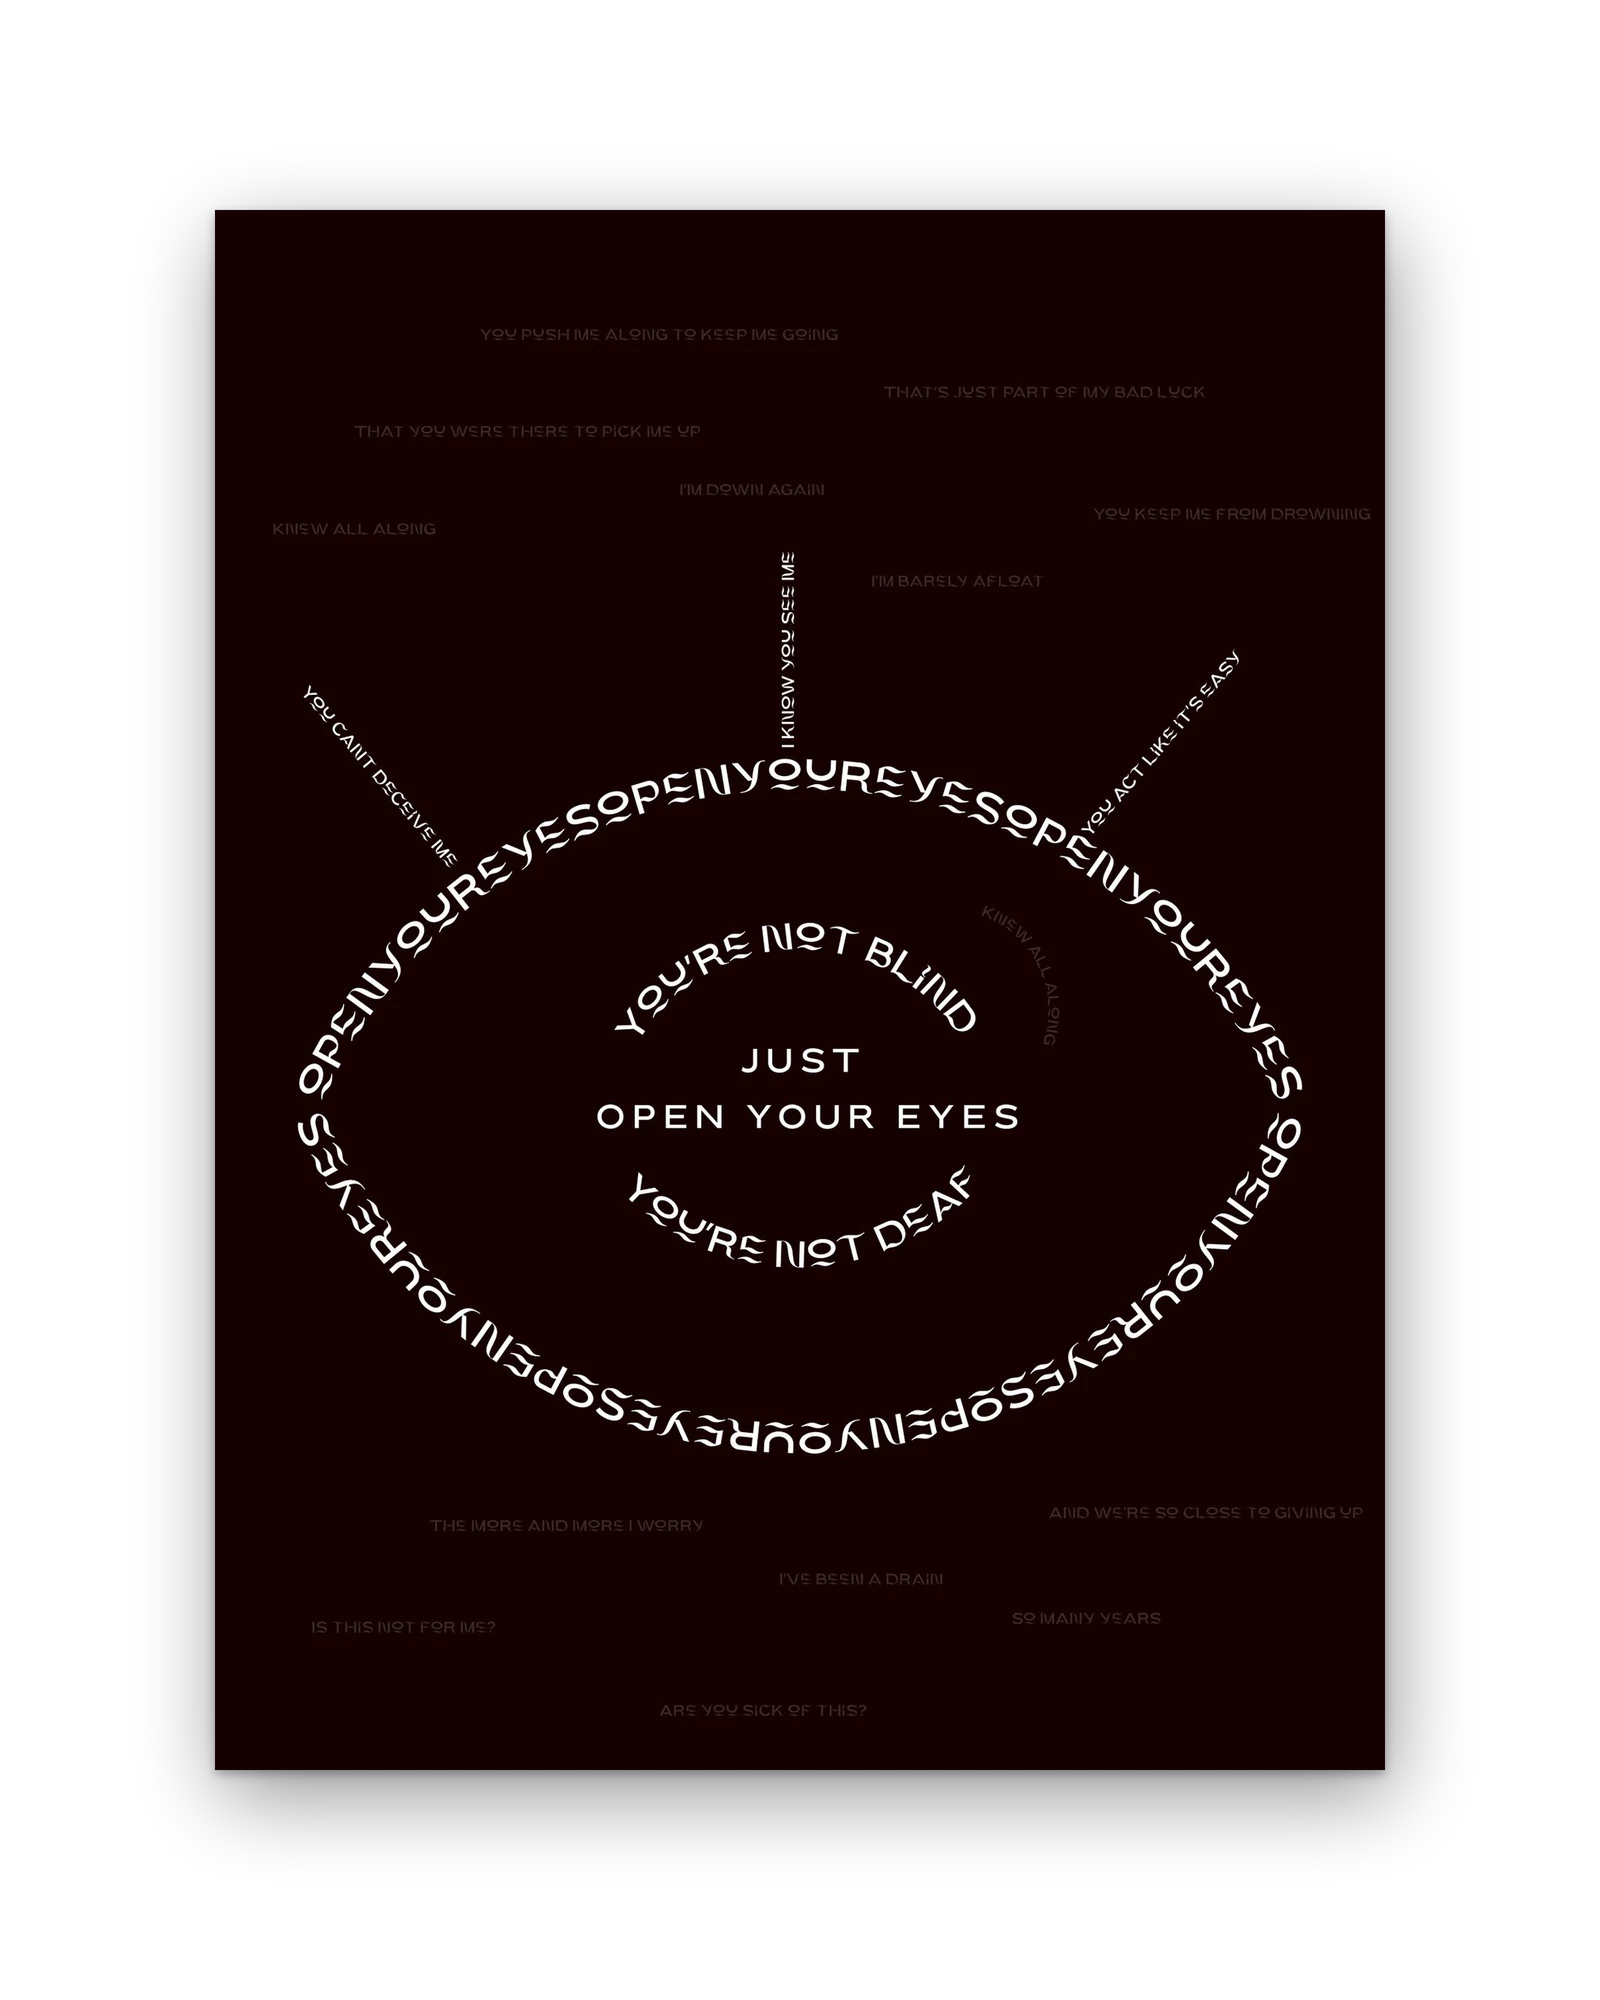 YOU PUSH ME ALONG TO KEEP ME GOING
THAT'S JUST PART OF MY BAD LUCK
THAT YOU WERE THERE TO PICK ME UP
I'M DOWN AGAIN
YOU KEEP ME FROM DROWNING
KNEW ALL ALONG
I'M BARELY AFLOAT
YOU CAN'T DECEIVE ME
I KNOW YOU SEE ME
YOU ACT LIKE IT'S EASY
OPENYOUREYESOPENYOUREYESOPENYOUREYES
YOU'RE NOT BLIND
KNEW ALL ALONG
JUST
OPEN YOUR EYES
YOU'RE NOT DEAF
OPENYOUREYESOPENYOUREYESOPENYOUREYES
AND WE'RE SO CLOSE TO GIVING UP
THE MORE AND MORE I WORRY
I'VE BEEN A DRAIN
SO MANY YEARS
IS THIS NOT FOR ME?
ARE YOU SICK OF THIS?